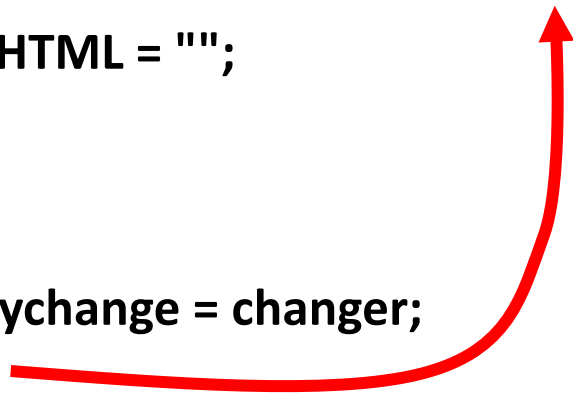 HTML = "";
ychange = changer;